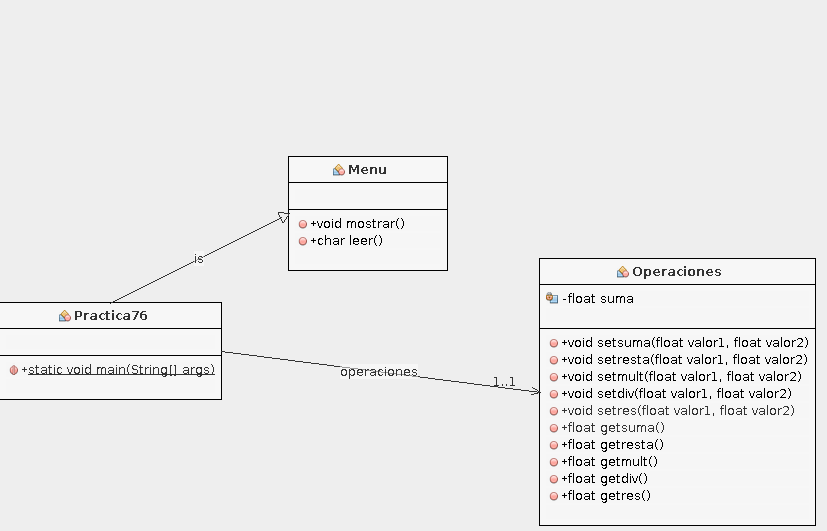 Menu
+void mostrar()
+char leer()
is
Practica76
+static void main(String[] args)
operaciones
1..1
Operaciones
-float suma
+void setsuma(float valor1, float valor2)
+void setresta(float valor1, float valor2)
+void setmult(float valor1, float valor2)
+void setdiv(float valor1, float valor2)
+void setres(float valor1, float valor2)
+float getsuma()
+float getresta()
+float getmult()
+float getdiv()
+float getres()